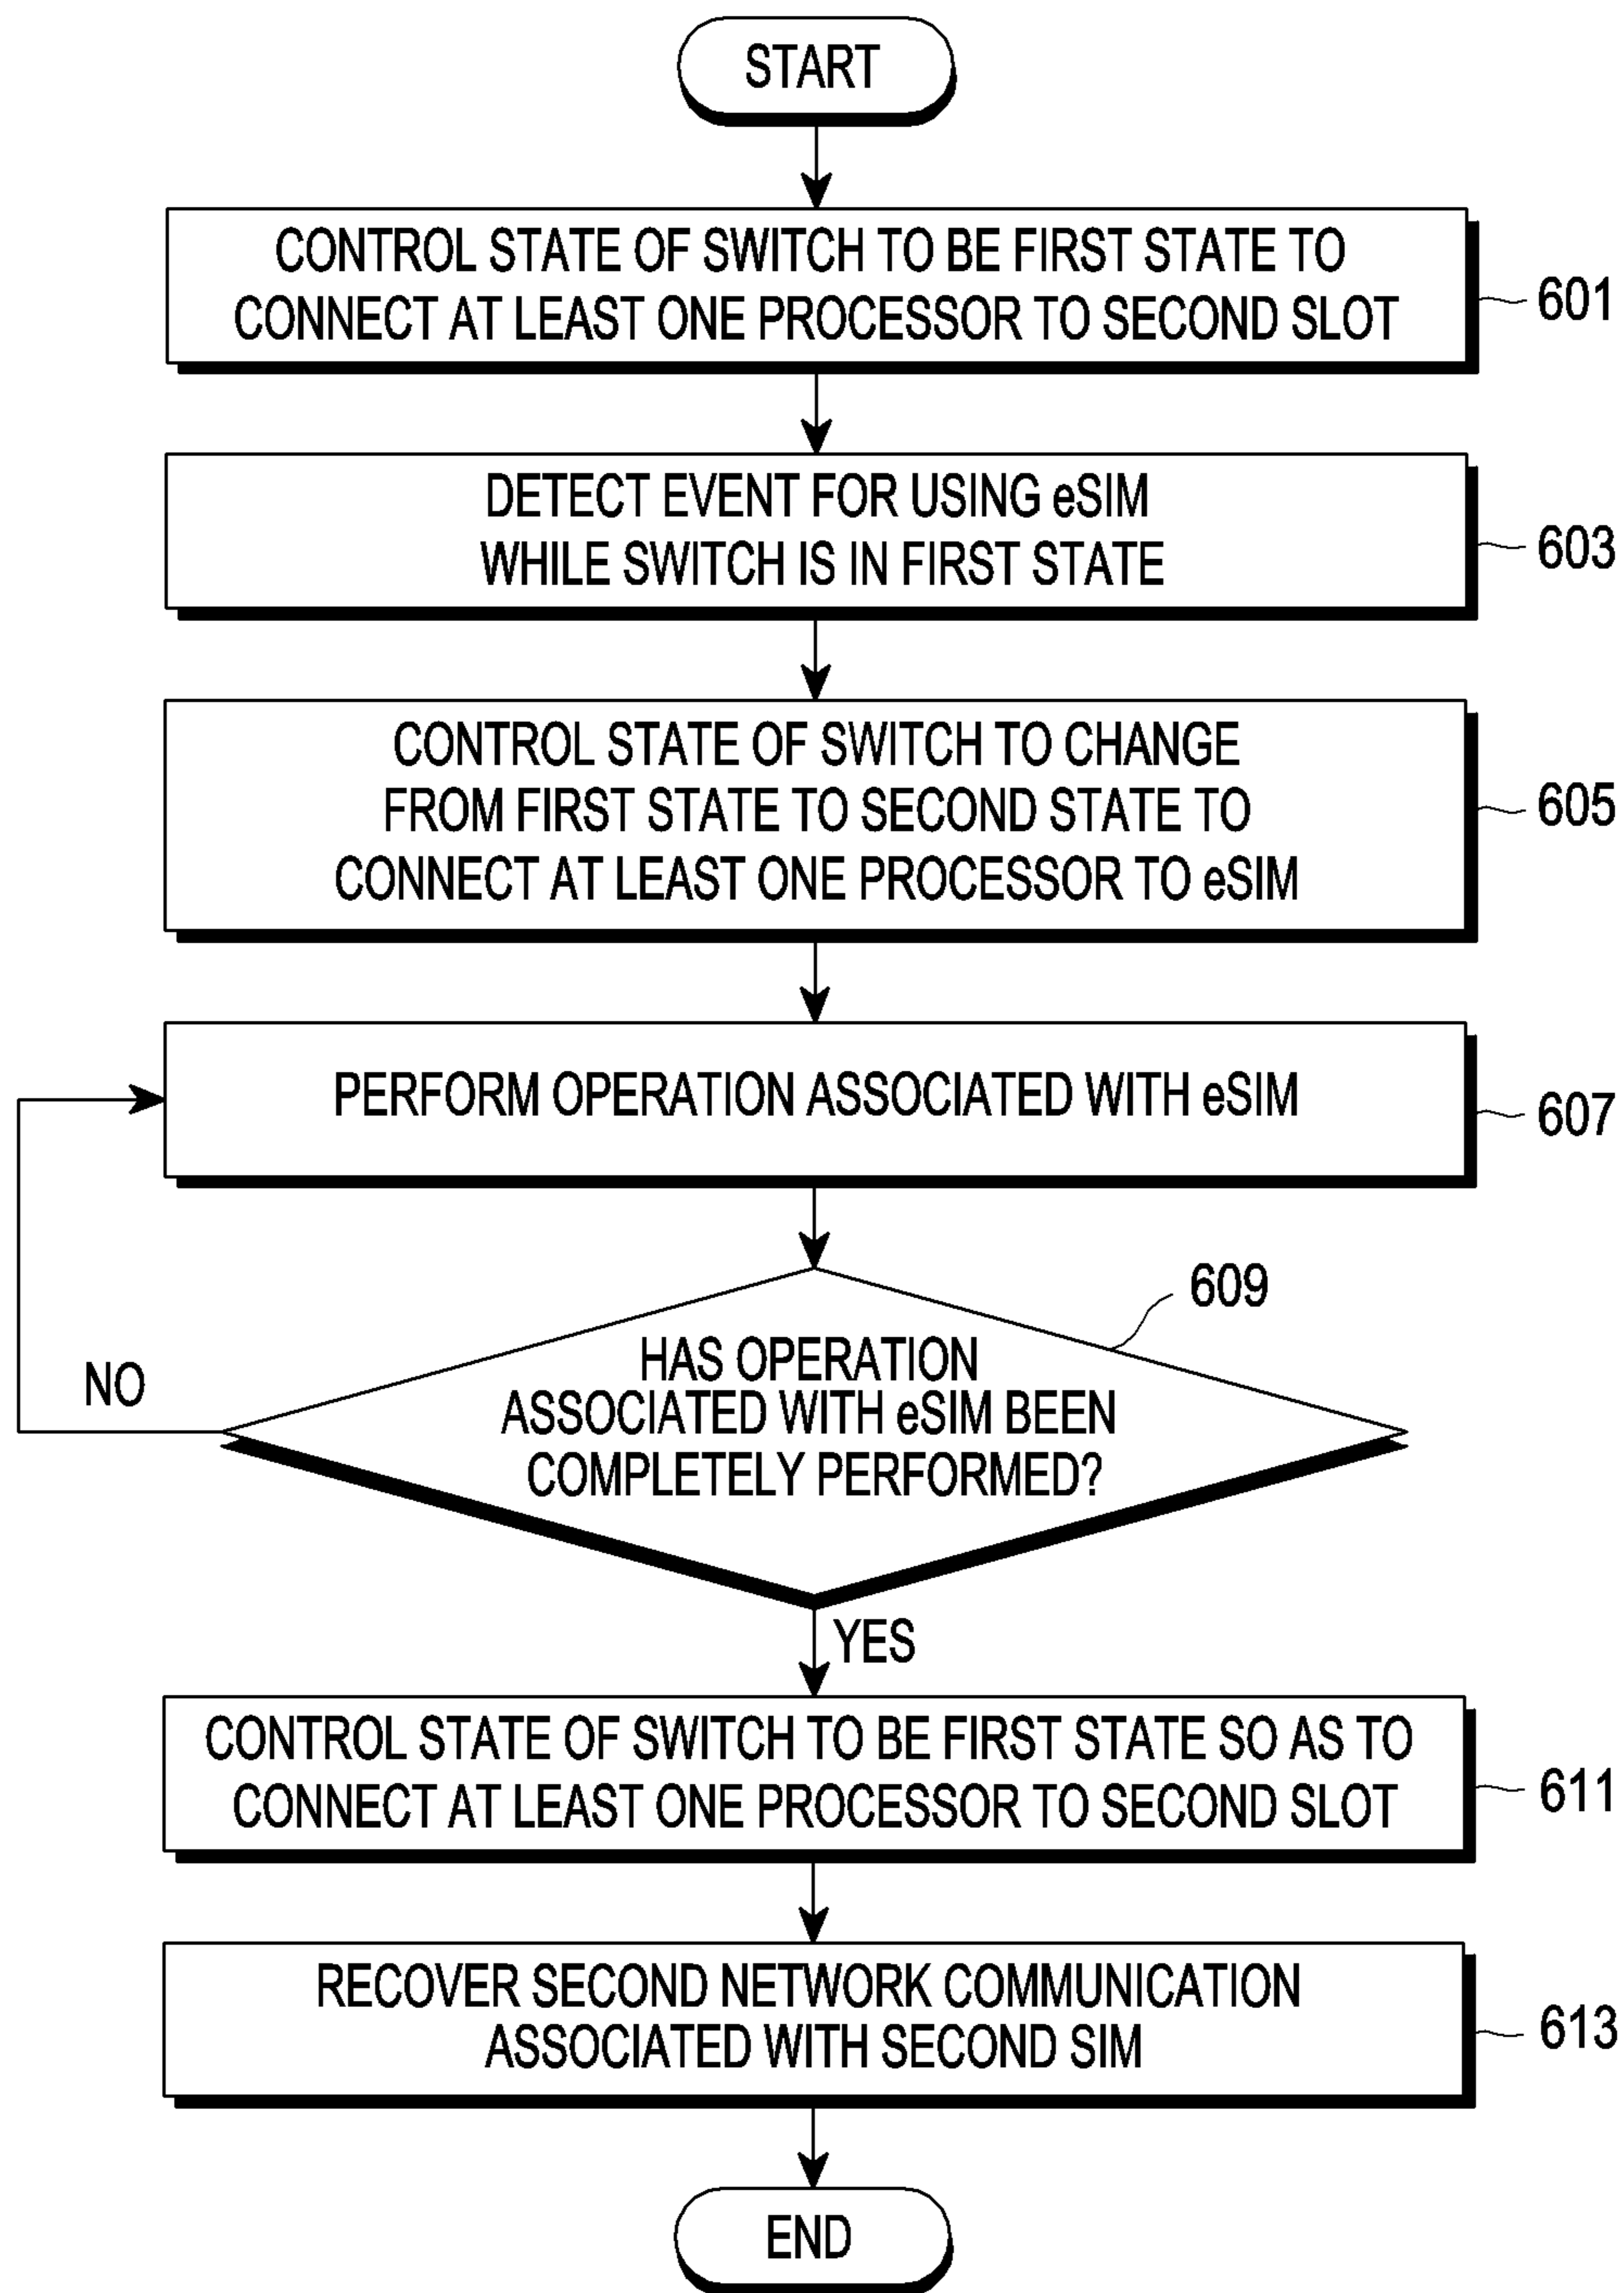 START
CONTROL STATE OF SWITCH TO BE FIRST STATE TO
CONNECT AT LEAST ONE PROCESSOR TO SECOND SLOT
601
DETECT EVENT FOR USING eSIM
WHILE SWITCH IS IN FIRST STATE
603
CONTROL STATE OF SWITCH TO CHANGE
FROM FIRST STATE TO SECOND STATE TO
CONNECT AT LEAST ONE PROCESSOR TO eSIM
605
PERFORM OPERATION ASSOCIATED WITH eSIM
607
609
HAS OPERATION
ASSOCIATED WITH eSIM BEEN
COMPLETELY PERFORMED?
NO
YES
CONTROL STATE OF SWITCH TO BE FIRST STATE SO AS TO
CONNECT AT LEAST ONE PROCESSOR TO SECOND SLOT
611
RECOVER SECOND NETWORK COMMUNICATION
ASSOCIATED WITH SECOND SIM
613
END